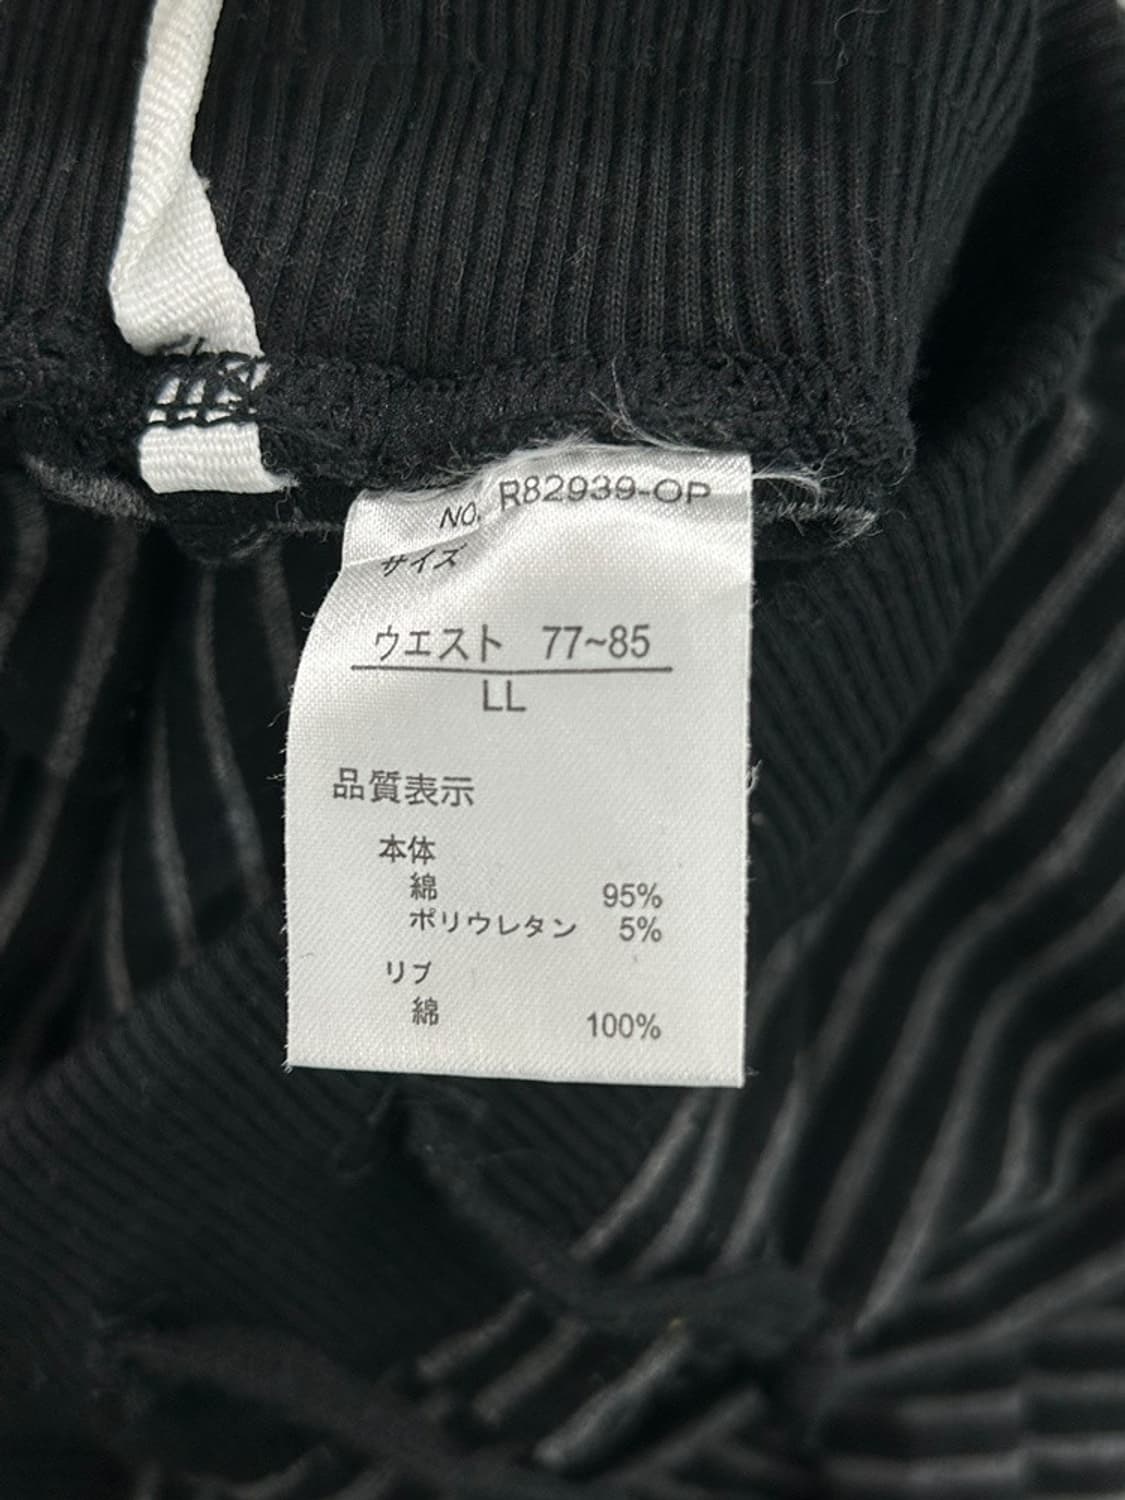 NO. R82939-OP
サイズ
ウエスト 77~85
LL
品質表示
本体
綿 95%
ポリウレタン 5%
リブ
綿 100%